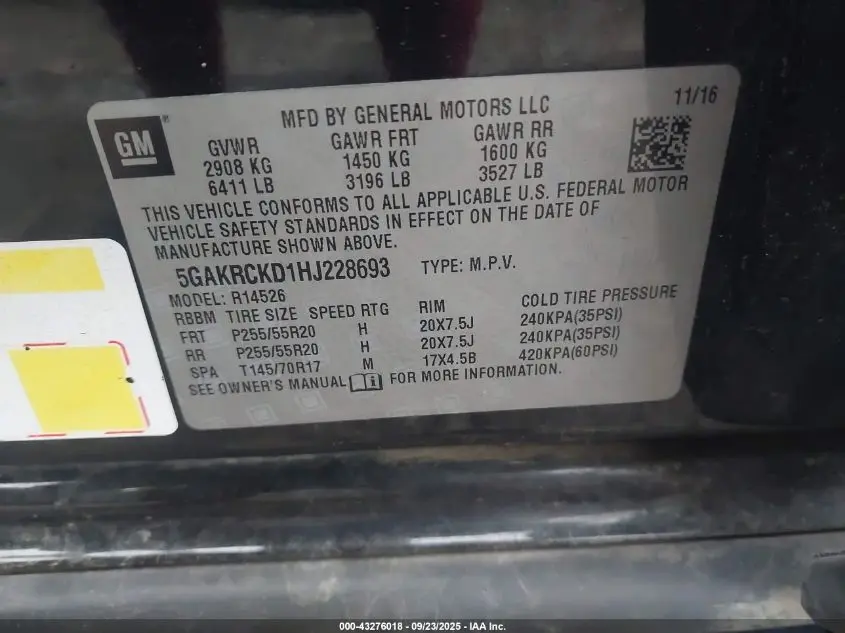 MFD BY GENERAL MOTORS LLC
11/16
GM
GVWR GAWR FRT GAWR RR
2908 KG 1450 KG 1600 KG
6411 LB 3196 LB 3527 LB
THIS VEHICLE CONFORMS TO ALL APPLICABLE U.S. FEDERAL MOTOR
VEHICLE SAFETY STANDARDS IN EFFECT ON THE DATE OF
MANUFACTURE SHOWN ABOVE.
5GAKRCKD1HJ228693 TYPE: M.P.V.
MODEL: R14526
RBBM TIRE SIZE SPEED RTG RIM COLD TIRE PRESSURE
FRT P255/55R20 H 20X7.5J 240KPA(35PSI)
RR P255/55R20 H 20X7.5J 240KPA(35PSI)
SPA T145/70R17 M 17X4.5B 420KPA(60PSI)
SEE OWNER'S MANUAL FOR MORE INFORMATION.
000-43276018 - 09/23/2025 - IAA Inc.